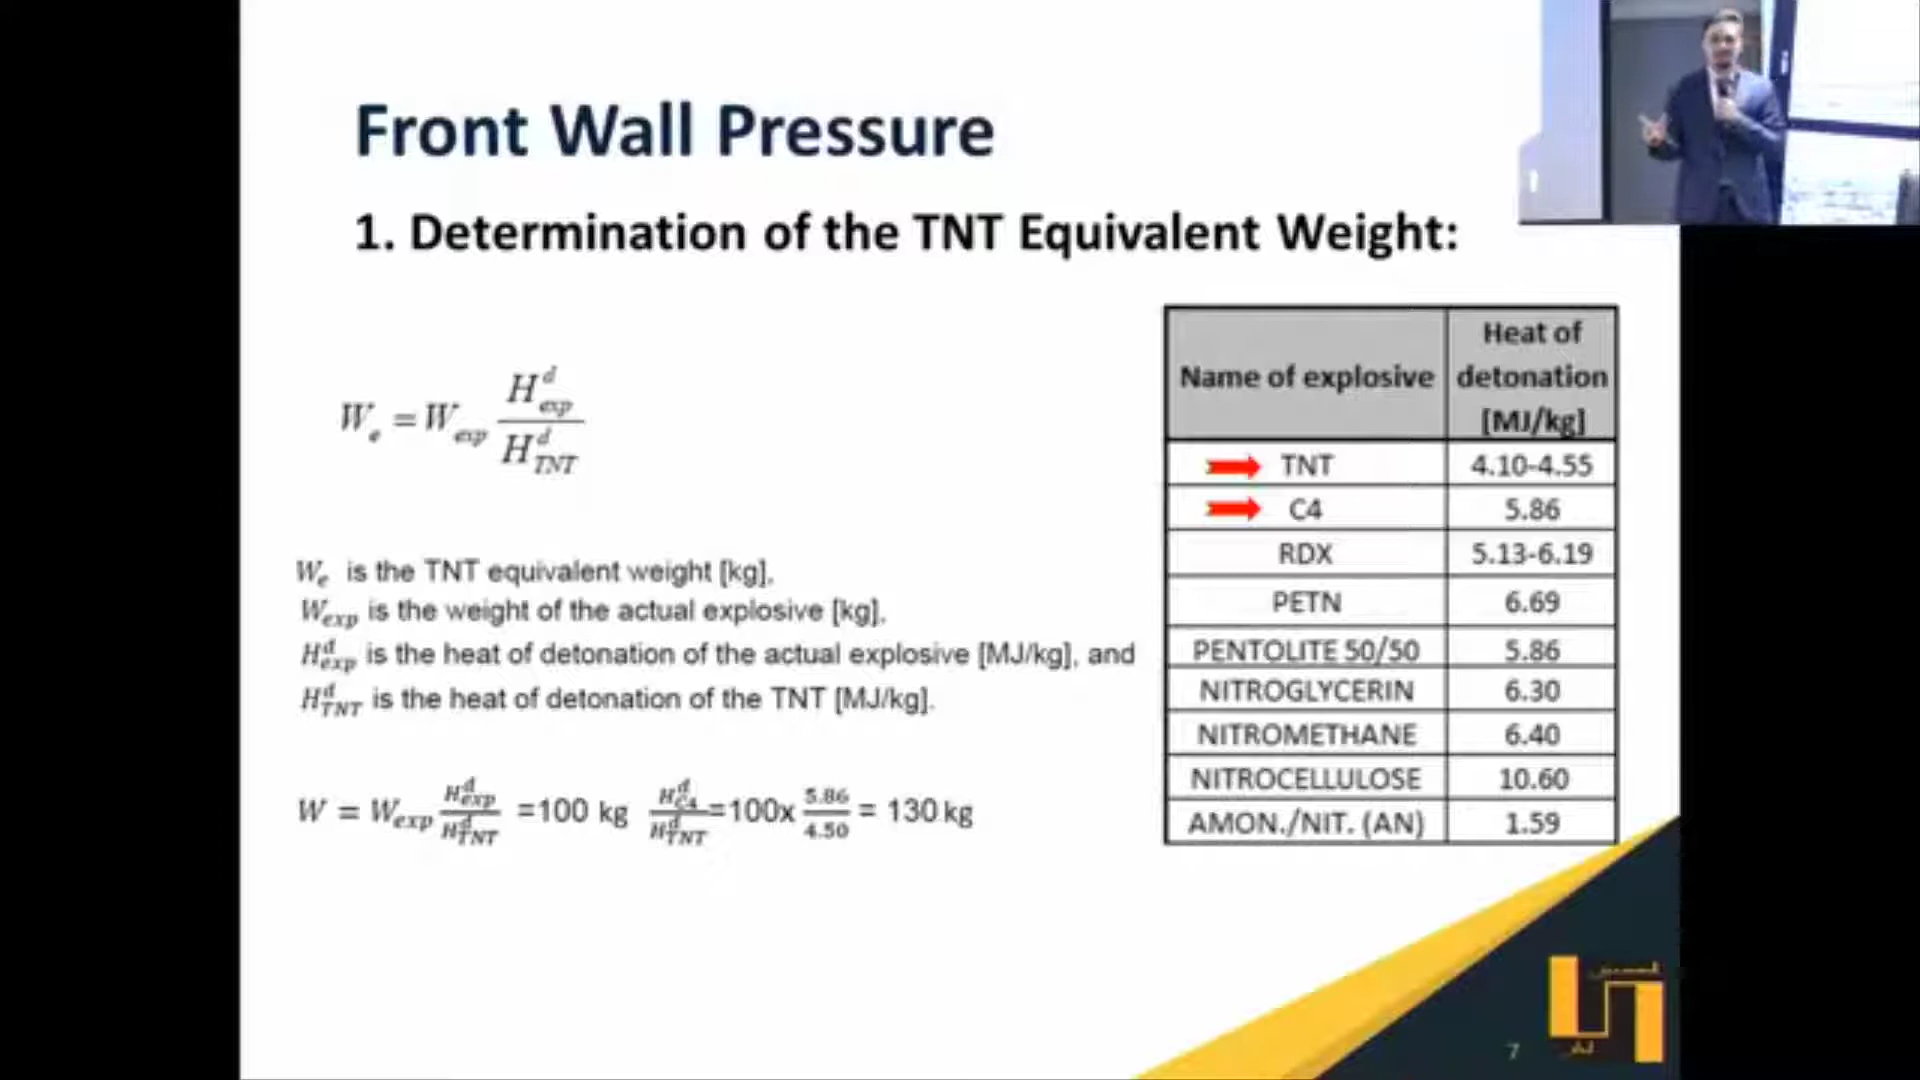 Front Wall Pressure
1. Determination of the TNT Equivalent Weight:
W_e = W_exp H^d_exp / H^d_TNT
W_e is the TNT equivalent weight [kg],
W_exp is the weight of the actual explosive [kg],
H^d_exp is the heat of detonation of the actual explosive [MJ/kg], and
H^d_TNT is the heat of detonation of the TNT [MJ/kg].
W = W_exp H^d_exp / H^d_TNT =100 kg H^d_C4 / H^d_TNT =100x 5.86 / 4.50 = 130 kg
Name of explosive Heat of detonation [MJ/kg]
TNT 4.10-4.55
C4 5.86
RDX 5.13-6.19
PETN 6.69
PENTOLITE 50/50 5.86
NITROGLYCERIN 6.30
NITROMETHANE 6.40
NITROCELLULOSE 10.60
AMON./NIT. (AN) 1.59
7